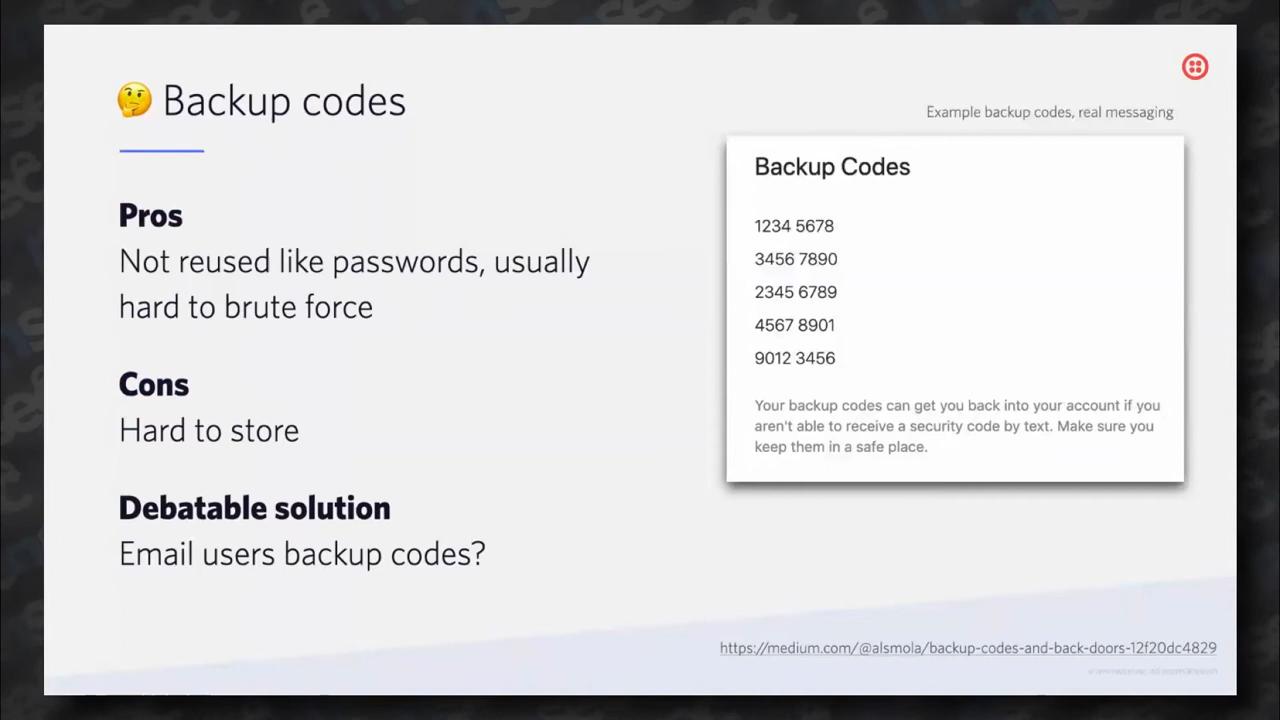 🤔 Backup codes
Pros
Not reused like passwords, usually
hard to brute force
Cons
Hard to store
Debatable solution
Email users backup codes?
Example backup codes, real messaging
Backup Codes
1234 5678
3456 7890
2345 6789
4567 8901
9012 3456
Your backup codes can get you back into your account if you
aren't able to receive a security code by text. Make sure you
keep them in a safe place.
https://medium.com/@alsmola/backup-codes-and-back-doors-12f20dc4829